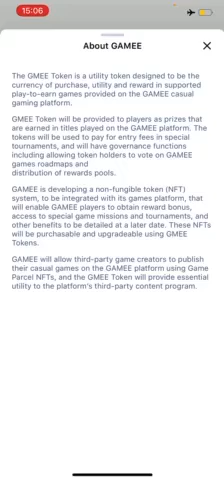 15:06
About GAMEE
The GMEE Token is a utility token designed to be the
currency of purchase, utility and reward in supported
play-to-earn games provided on the GAMEE casual
gaming platform.
GMEE Token will be provided to players as prizes that
are earned in titles played on the GAMEE platform. The
tokens will be used to pay for entry fees in special
tournaments, and will have governance functions
including allowing token holders to vote on GAMEE
games roadmaps and
distribution of rewards pools.
GAMEE is developing a non-fungible token (NFT)
system, to be integrated with its games platform, that
will enable GAMEE players to obtain reward bonus,
access to special game missions and tournaments, and
other benefits to be detailed at a later date. These NFTs
will be purchasable and upgradeable using GMEE
Tokens.
GAMEE will allow third-party game creators to publish
their casual games on the GAMEE platform using Game
Parcel NFTs, and the GMEE Token will provide essential
utility to the platform's third-party content program.